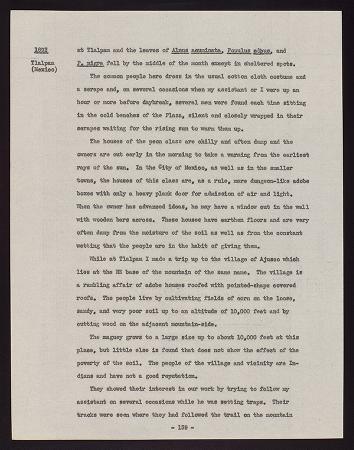 1892
Tlalpan
(Mexico)
at Tlalpan and the leaves of Alnus acuminata, Populus
P. nigra fell by the middle of the month except in sheltered spots.
The common people here dress in the usual cotton cloth costume and
a serape and, on several occasions when my assistant or I were up an
hour or more before daybreak, several men were found each time sitting
in the cold benches of the Plaza, silent and closely wrapped in their
serapes waiting for the rising sun to warm them up.
The houses of the peon class are chilly and often damp and the
owners are out early in the morning to take a warming from the earliest
rays of the sun. In the City of Mexico, as well as in the smaller
towns, the houses of this class are, as a rule, mere dungeon-like adobe
boxes with only a heavy plank door for admission of air and light.
When the owner has advanced ideas, he may have a window cut in the wall
with wooden bars across. These houses have earthen floors and are very
often damp from the moisture of the soil as well as from the constant
wetting that the people are in the habit of giving them.
While at Tlalpan I made a trip up to the village of Ajusco which
lies at the NE base of the mountain of the same name. The village is
a rambling affair of adobe houses roofed with pointed-shape covered
roofs. The people live by cultivating fields of corn on the loose,
sandy, and very poor soil up to an altitude of 10,000 feet and by
cutting wood on the adjacent mountain-side.
The maguey grows to a large size up to about 10,000 feet at this
place, but little else is found that does not show the effect of the
poverty of the soil. The people of the village and vicinity are In-
dians and have not a good reputation.
They showed their interest in our work by trying to follow my
assistant on several occasions while he was setting traps. Their
tracks were seen where they had followed the trail on the mountain
- 159 -